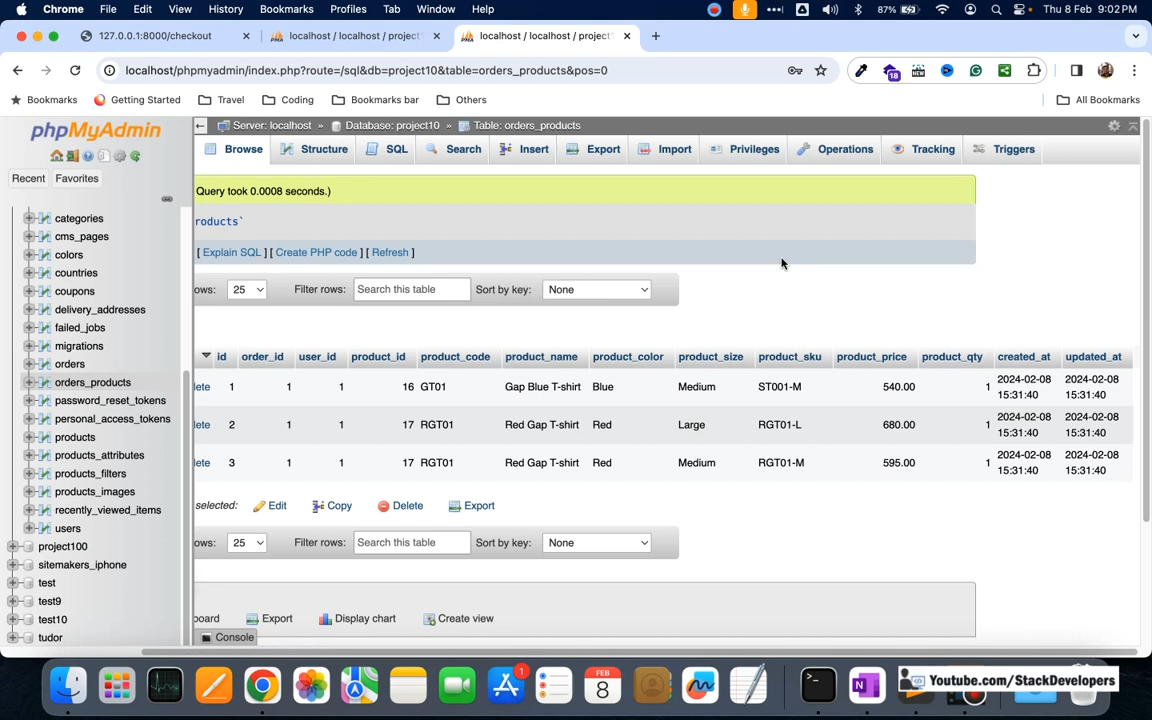 Chrome File Edit View History Bookmarks Profiles Tab Window Help 87% Thu 8 Feb 9:02 PM
127.0.0.1:8000/checkout localhost / localhost / project localhost / localhost / project
localhost/phpmyadmin/index.php?route=/sql&db=project10&table=orders_products&pos=0
18 NEW
Bookmarks Getting Started Travel Coding Bookmarks bar Others All Bookmarks
phpMyAdmin
Recent Favorites
categories
cms_pages
colors
countries
coupons
delivery_addresses
failed_jobs
migrations
orders
orders_products
password_reset_tokens
personal_access_tokens
products
products_attributes
products_filters
products_images
recently_viewed_items
users
project100
sitemakers_iphone
test
test9
test10
tudor
Server: localhost » Database: project10 » Table: orders_products
Browse Structure SQL Search Insert Export Import Privileges Operations Tracking Triggers
Query took 0.0008 seconds.)
roducts`
[ Explain SQL ] [ Create PHP code ] [ Refresh ]
ows: 25 Filter rows: Search this table Sort by key: None
id order_id user_id product_id product_code product_name product_color product_size product_sku product_price product_qty created_at updated_at
lete 1 1 1 16 GT01 Gap Blue T-shirt Blue Medium ST001-M 540.00 1 2024-02-08 15:31:40 2024-02-08 15:31:40
lete 2 1 1 17 RGT01 Red Gap T-shirt Red Large RGT01-L 680.00 1 2024-02-08 15:31:40 2024-02-08 15:31:40
lete 3 1 1 17 RGT01 Red Gap T-shirt Red Medium RGT01-M 595.00 1 2024-02-08 15:31:40 2024-02-08 15:31:40
selected: Edit Copy Delete Export
ows: 25 Filter rows: Search this table Sort by key: None
board Export Display chart Create view
Console
1 FEB 8
Youtube.com/StackDevelopers